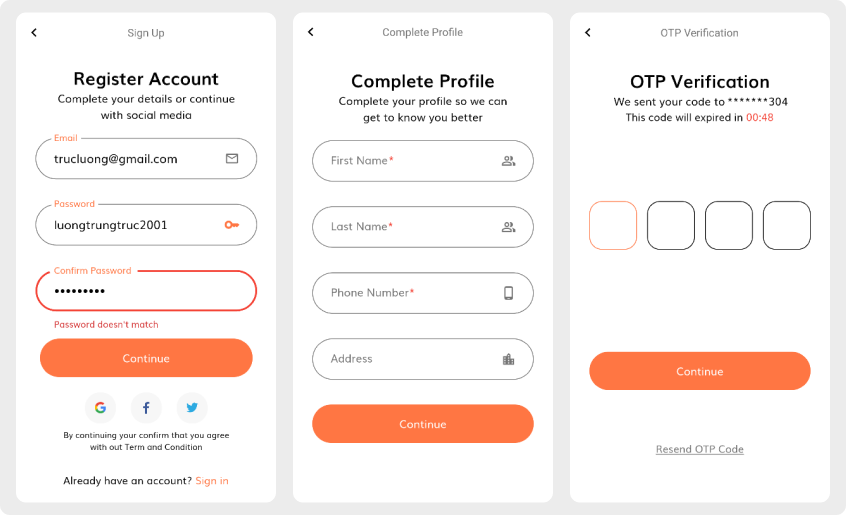 Sign Up
Register Account
Complete your details or continue
with social media
Email
trucluong@gmail.com
Password
luongtrungtruc2001
Confirm Password
•••••••••
Password doesn't match
Continue
By continuing your confirm that you agree
with out Term and Condition
Already have an account? Sign in
Complete Profile
Complete Profile
Complete your profile so we can
get to know you better
First Name*
Last Name*
Phone Number*
Address
Continue
OTP Verification
OTP Verification
We sent your code to *******304
This code will expired in 00:48
Continue
Resend OTP Code